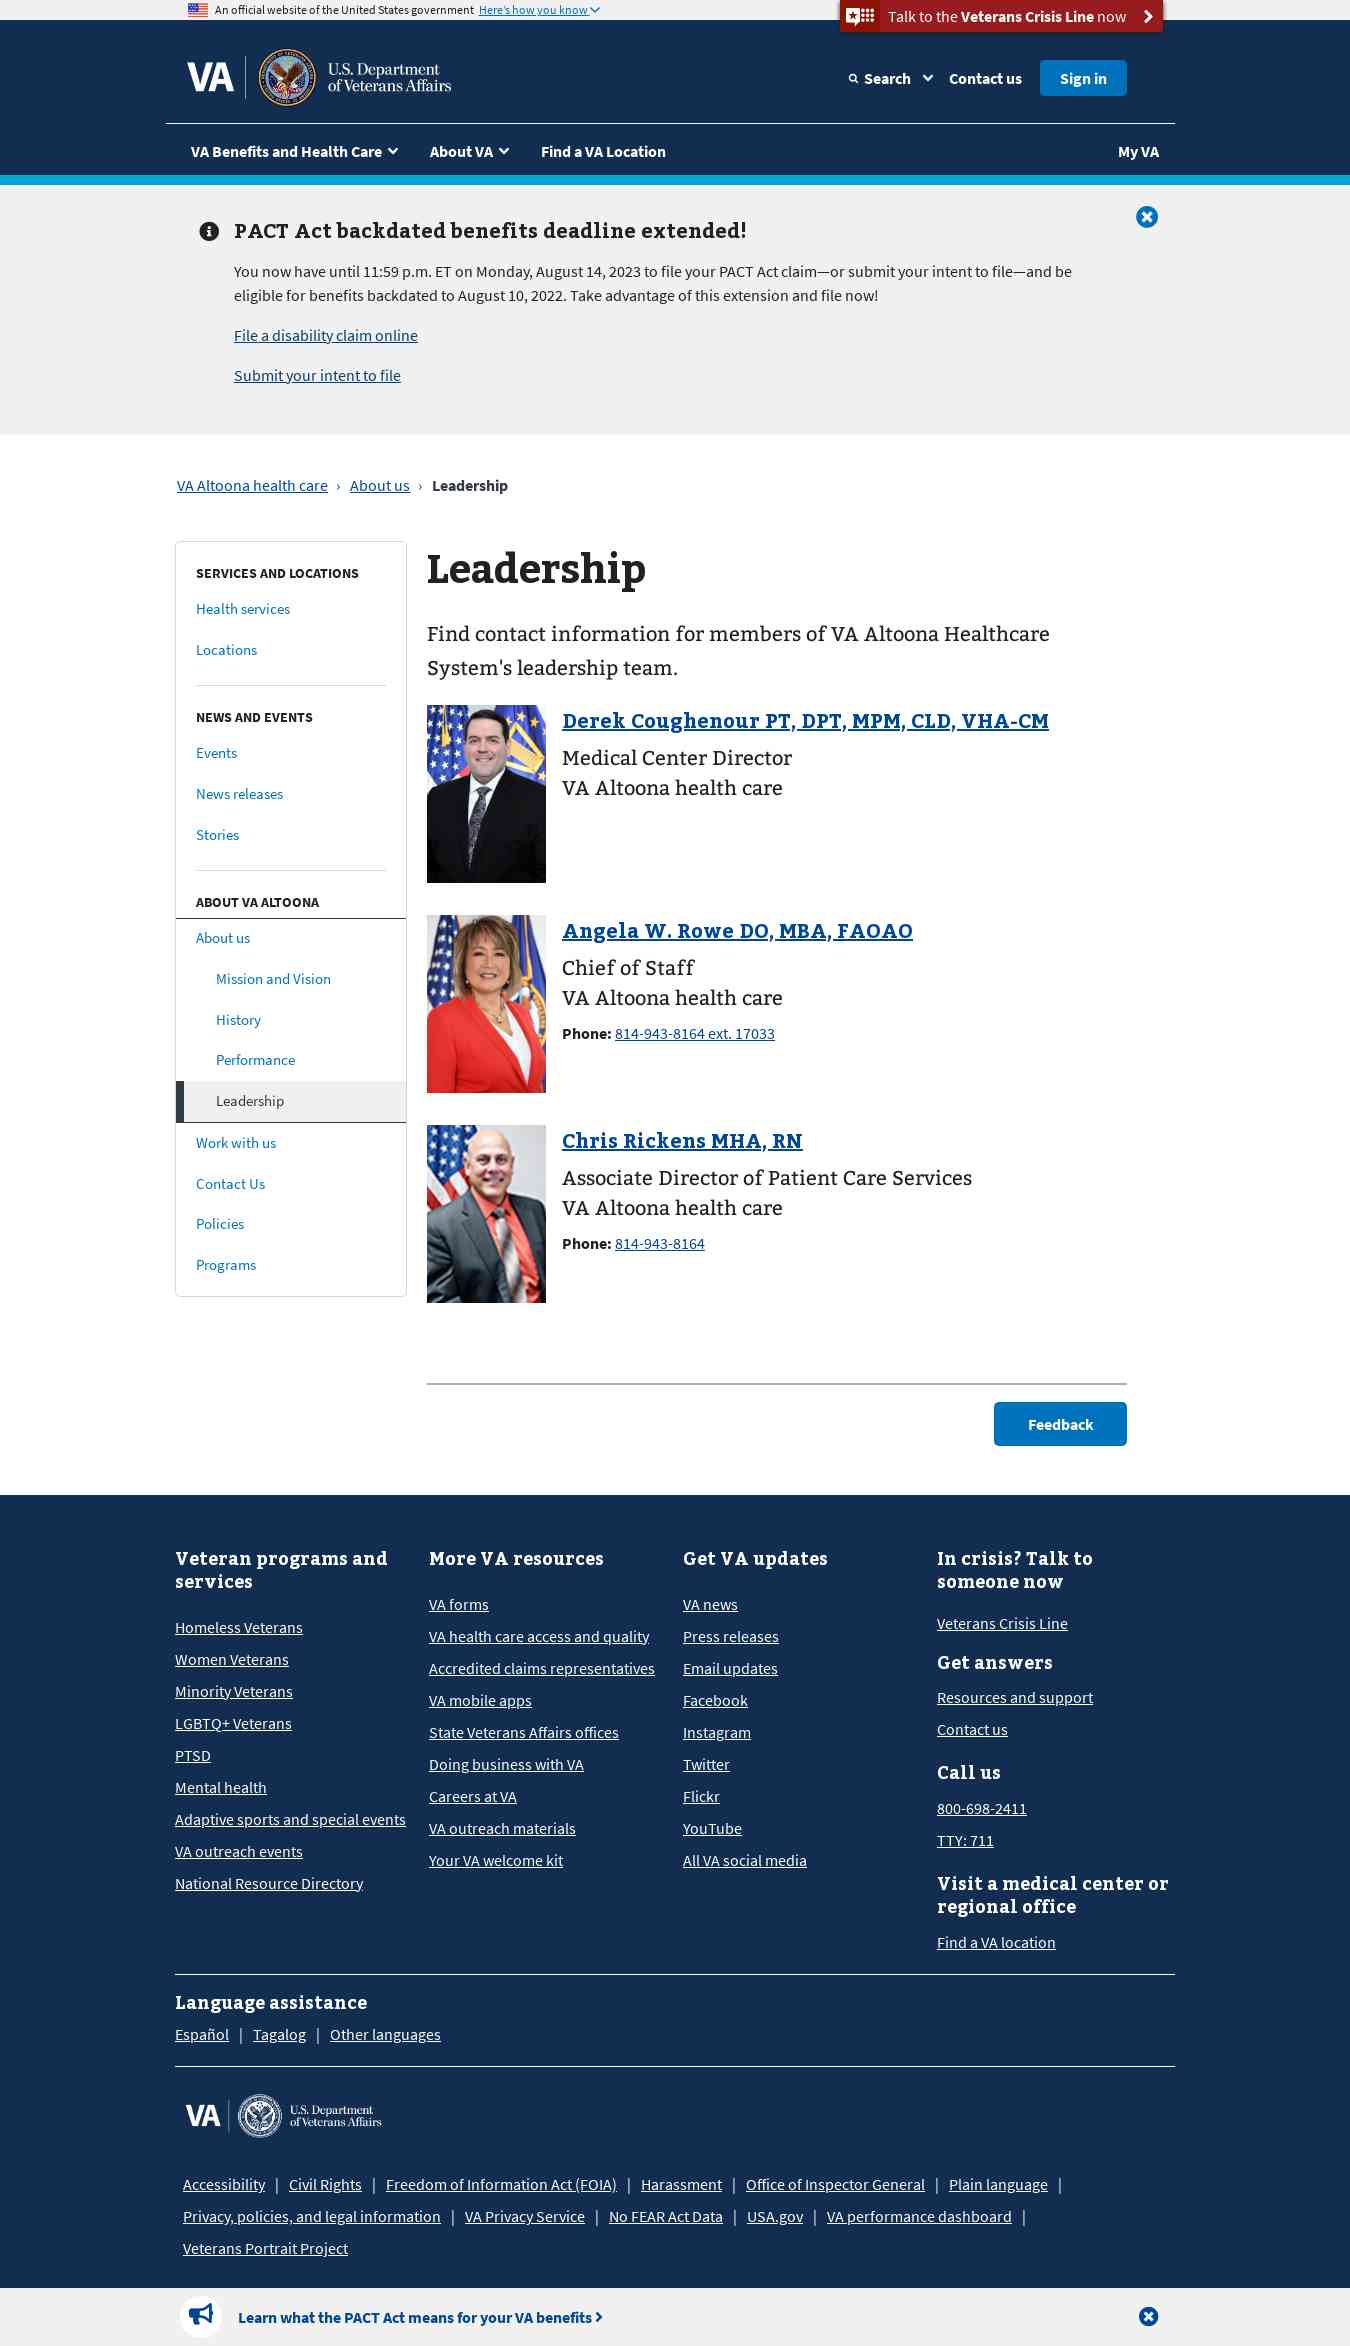 An official website of the United States government Here's how you know
Talk to the Veterans Crisis Line now
VA U.S. Department
of Veterans Affairs
Search Contact us Sign in
VA Benefits and Health Care About VA Find a VA Location My VA
PACT Act backdated benefits deadline extended!
You now have until 11:59 p.m. ET on Monday, August 14, 2023 to file your PACT Act claim—or submit your intent to file—and be
eligible for benefits backdated to August 10, 2022. Take advantage of this extension and file now!
File a disability claim online
Submit your intent to file
VA Altoona health care › About us › Leadership
SERVICES AND LOCATIONS
Health services
Locations
NEWS AND EVENTS
Events
News releases
Stories
ABOUT VA ALTOONA
About us
Mission and Vision
History
Performance
Leadership
Work with us
Contact Us
Policies
Programs
Leadership
Find contact information for members of VA Altoona Healthcare
System's leadership team.
Derek Coughenour PT, DPT, MPM, CLD, VHA-CM
Medical Center Director
VA Altoona health care
Angela W. Rowe DO, MBA, FAOAO
Chief of Staff
VA Altoona health care
Phone: 814-943-8164 ext. 17033
Chris Rickens MHA, RN
Associate Director of Patient Care Services
VA Altoona health care
Phone: 814-943-8164
Feedback
Veteran programs and
services
Homeless Veterans
Women Veterans
Minority Veterans
LGBTQ+ Veterans
PTSD
Mental health
Adaptive sports and special events
VA outreach events
National Resource Directory
More VA resources
VA forms
VA health care access and quality
Accredited claims representatives
VA mobile apps
State Veterans Affairs offices
Doing business with VA
Careers at VA
VA outreach materials
Your VA welcome kit
Get VA updates
VA news
Press releases
Email updates
Facebook
Instagram
Twitter
Flickr
YouTube
All VA social media
In crisis? Talk to
someone now
Veterans Crisis Line
Get answers
Resources and support
Contact us
Call us
800-698-2411
TTY: 711
Visit a medical center or
regional office
Find a VA location
Language assistance
Español | Tagalog | Other languages
VA U.S. Department
of Veterans Affairs
Accessibility | Civil Rights | Freedom of Information Act (FOIA) | Harassment | Office of Inspector General | Plain language |
Privacy, policies, and legal information | VA Privacy Service | No FEAR Act Data | USA.gov | VA performance dashboard |
Veterans Portrait Project
Learn what the PACT Act means for your VA benefits